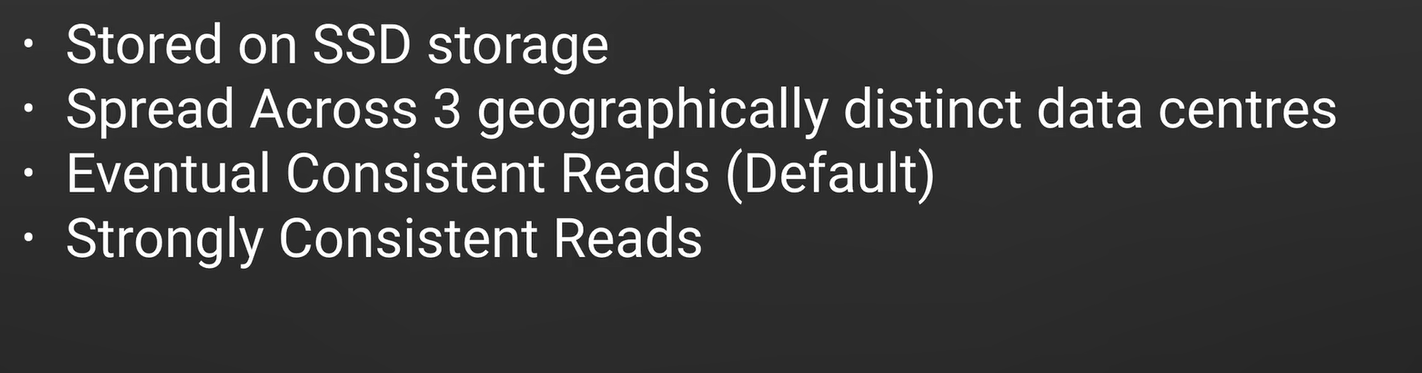 • Stored on SSD storage
• Spread Across 3 geographically distinct data centres
• Eventual Consistent Reads (Default)
• Strongly Consistent Reads